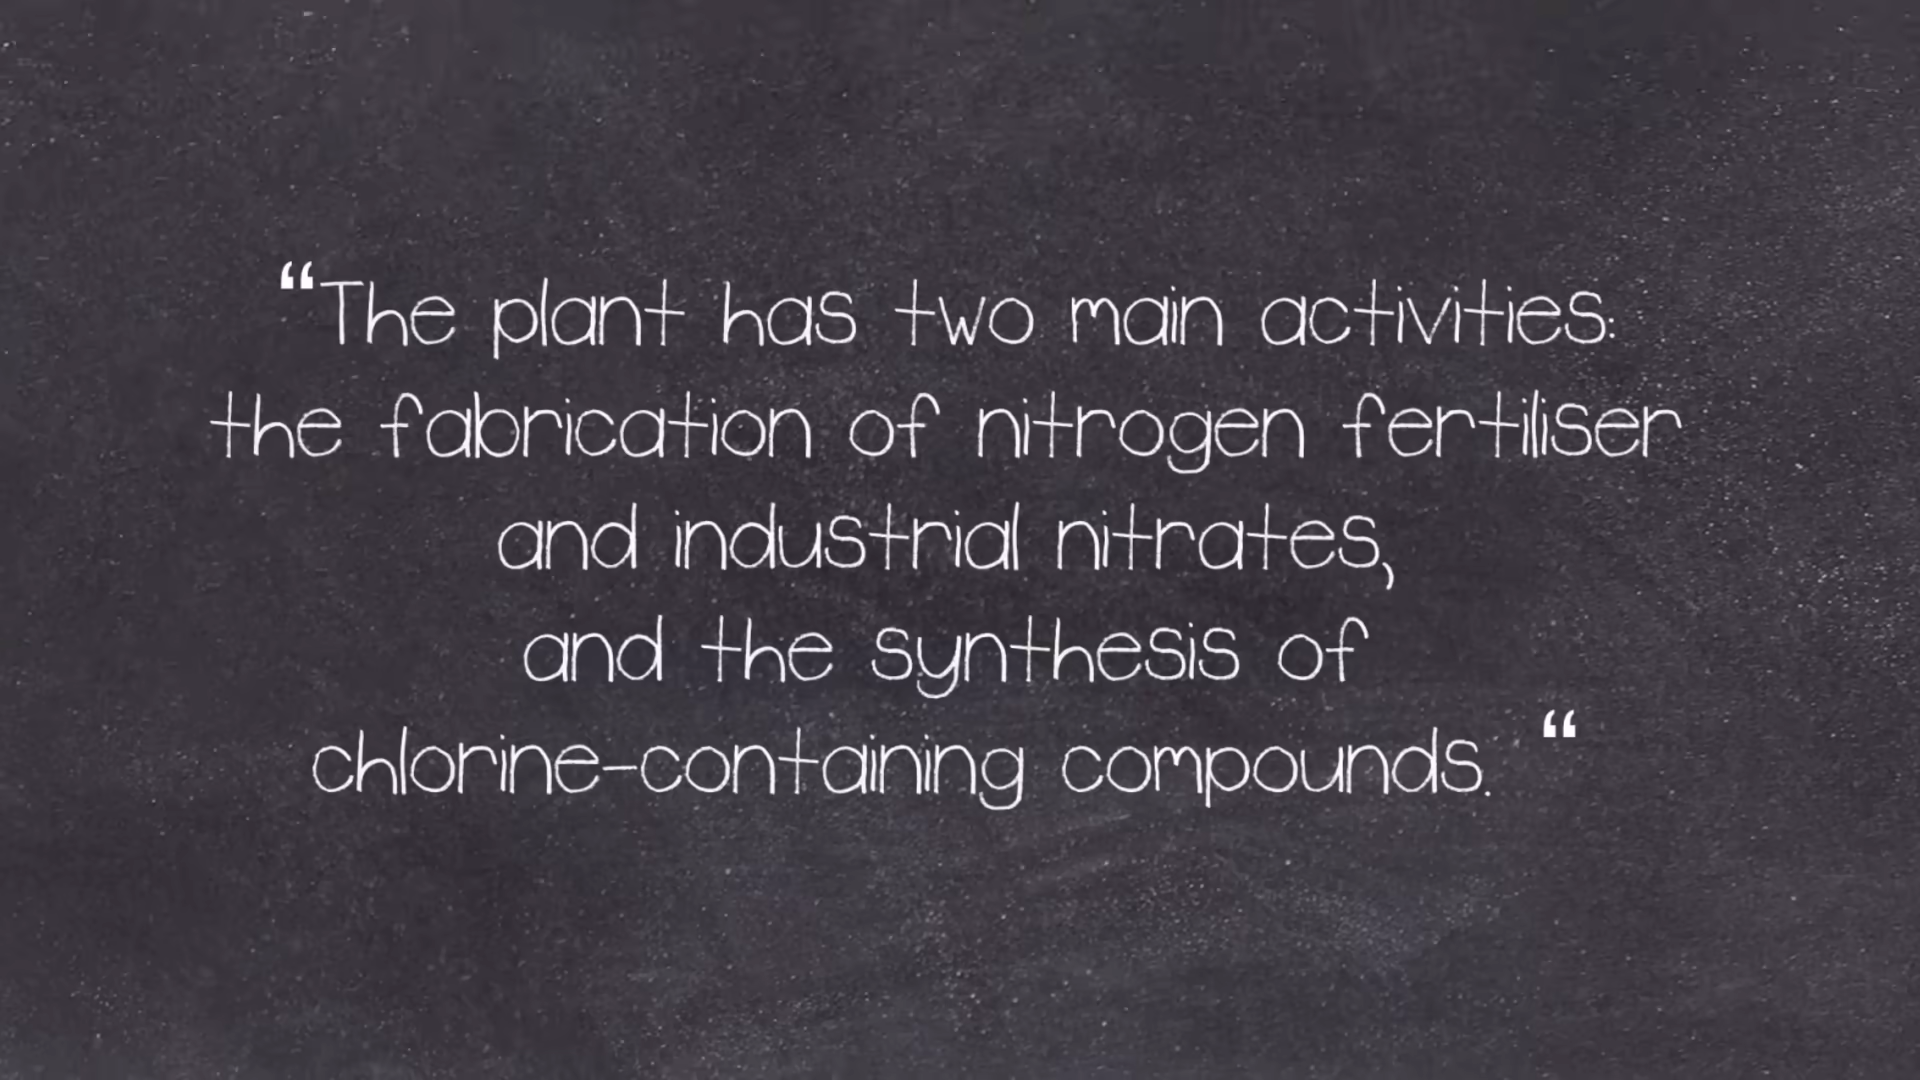 “The plant has two main activities:
the fabrication of nitrogen fertiliser
and industrial nitrates,
and the synthesis of
chlorine-containing compounds. “